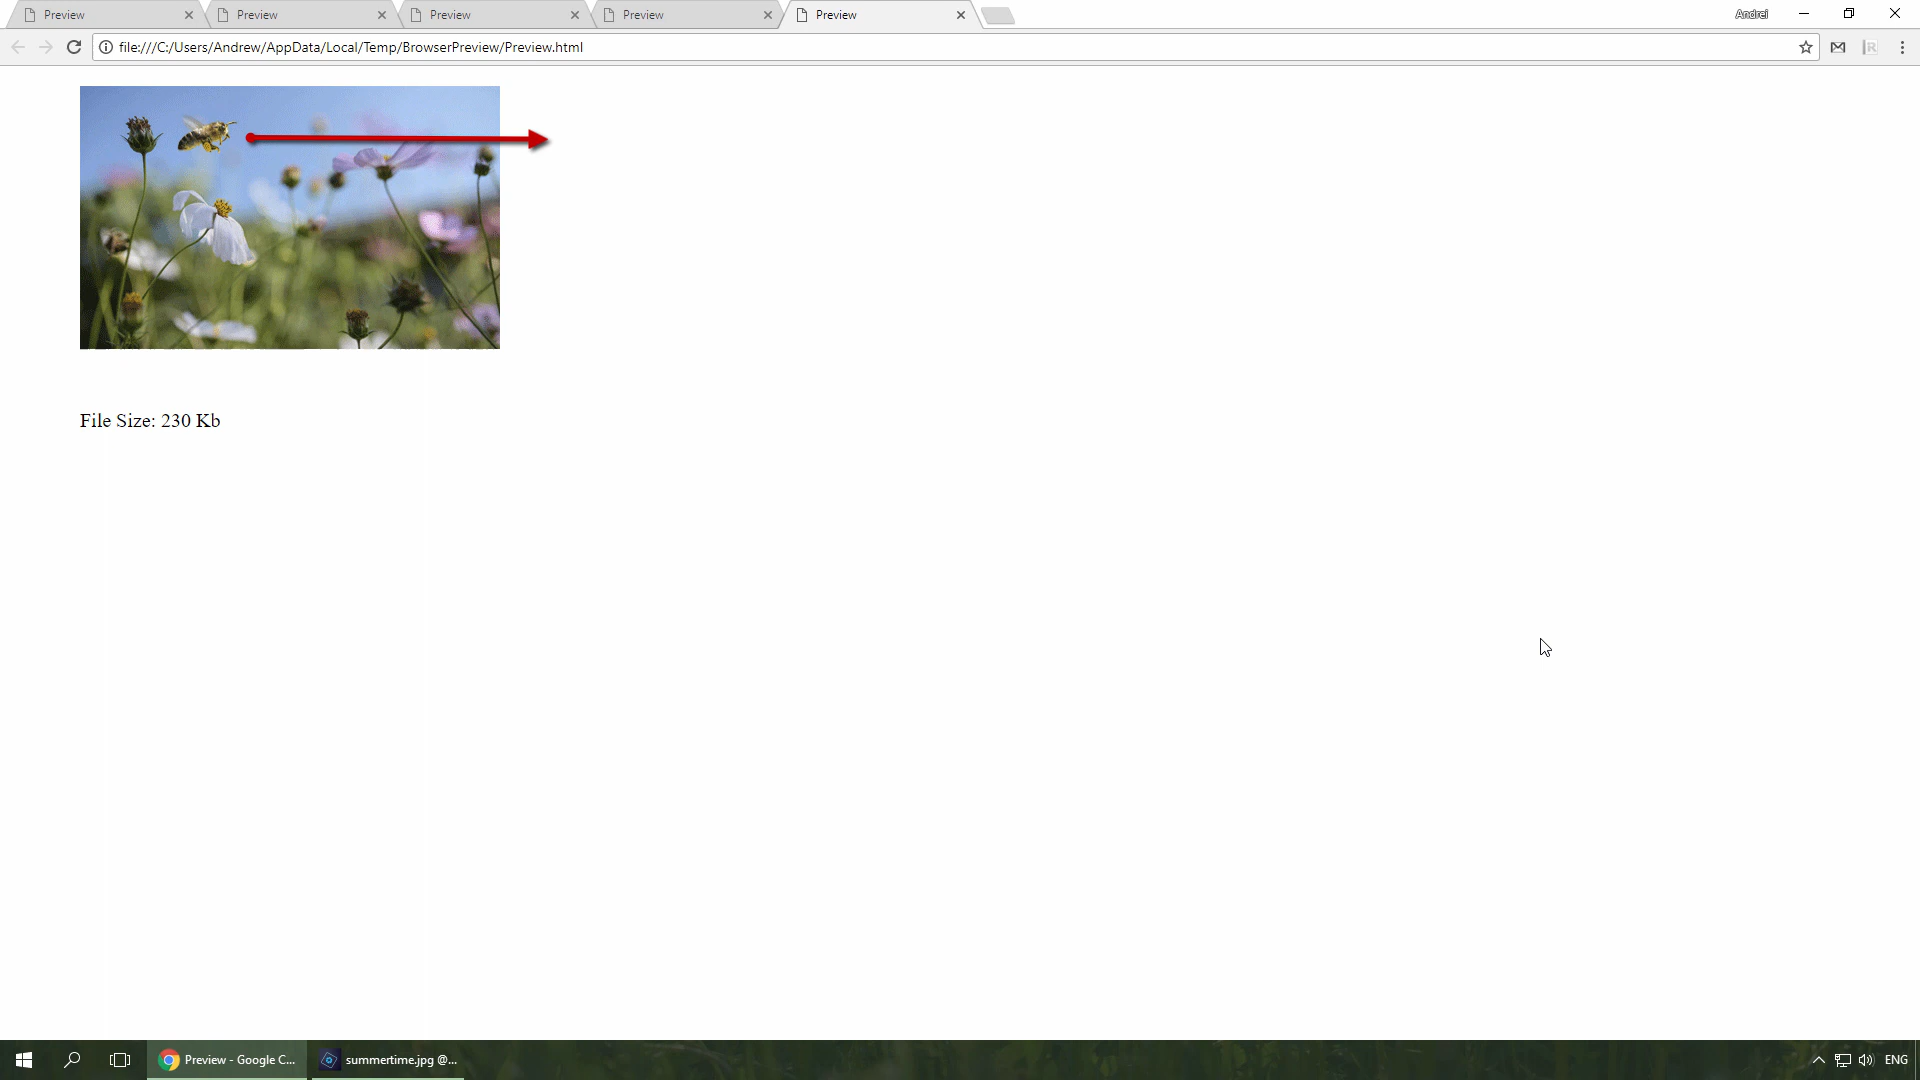 Preview
Preview
Preview
Preview
Preview
Andrei
file:///C:/Users/Andrew/AppData/Local/Temp/BrowserPreview/Preview.html
File Size: 230 Kb
Preview - Google C...
summertime.jpg @...
ENG